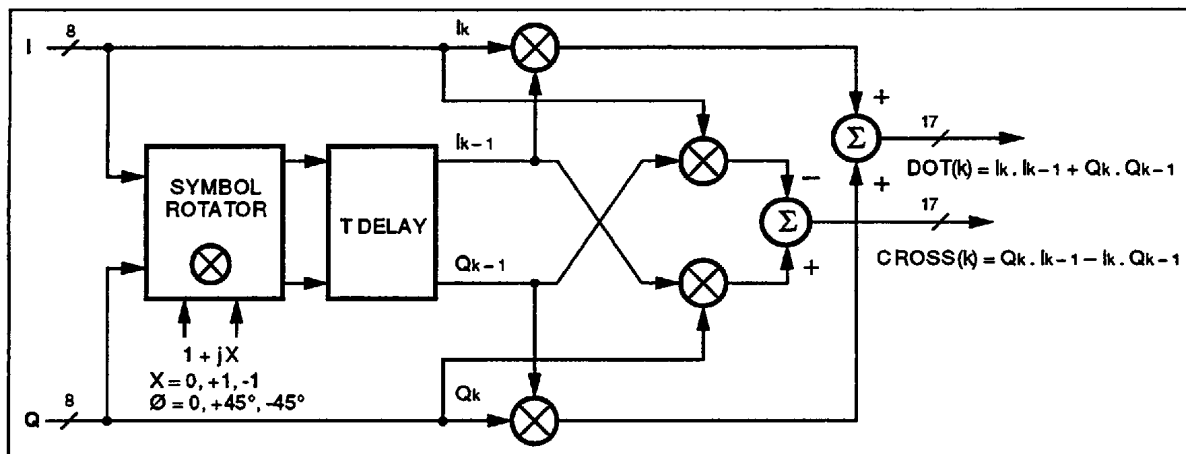 I
8
Ik
+
Ik-1
17
SYMBOL
ROTATOR
T DELAY
Σ
DOT(k) = Ik . Ik-1 + Qk . Qk-1
–
+
17
Σ
Qk-1
CROSS(k) = Qk . Ik-1 – Ik . Qk-1
+
1 + jX
X = 0, +1, -1
Ø = 0, +45°, -45°
Qk
8
Q